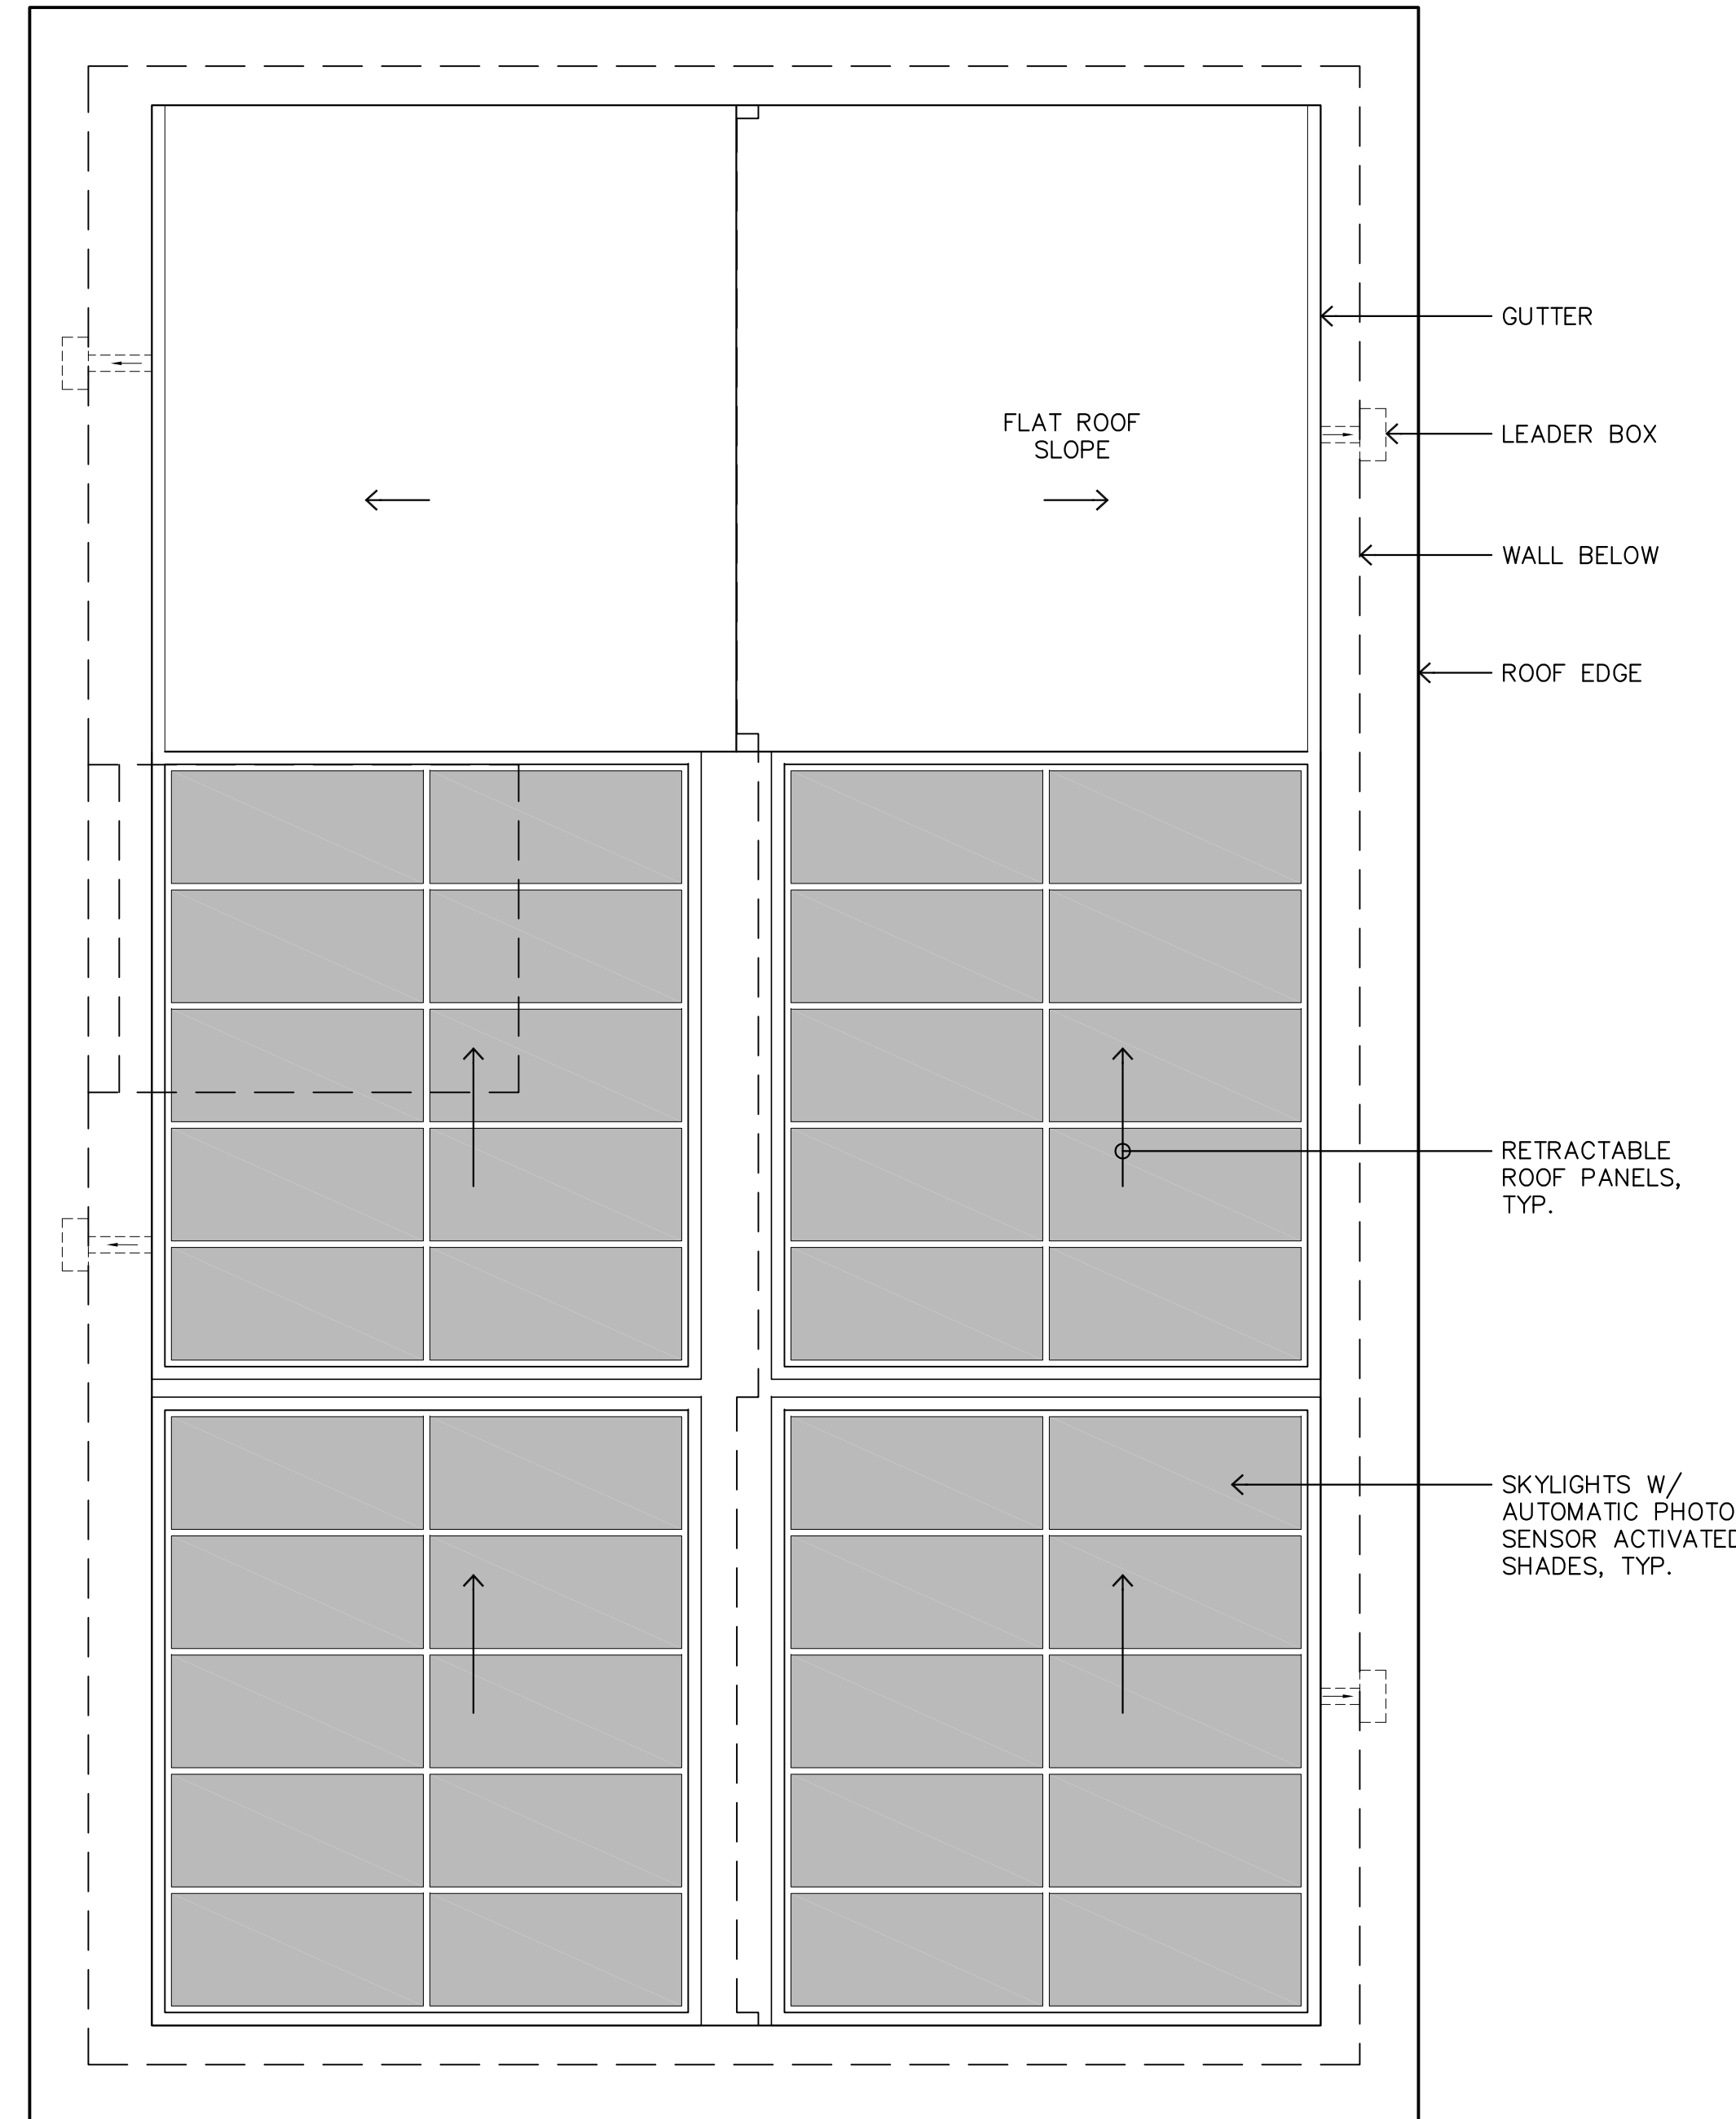 GUTTER
FLAT ROOF
SLOPE
LEADER BOX
WALL BELOW
ROOF EDGE
RETRACTABLE
ROOF PANELS,
TYP.
SKYLIGHTS W/
AUTOMATIC PHOTO
SENSOR ACTIVATED
SHADES, TYP.